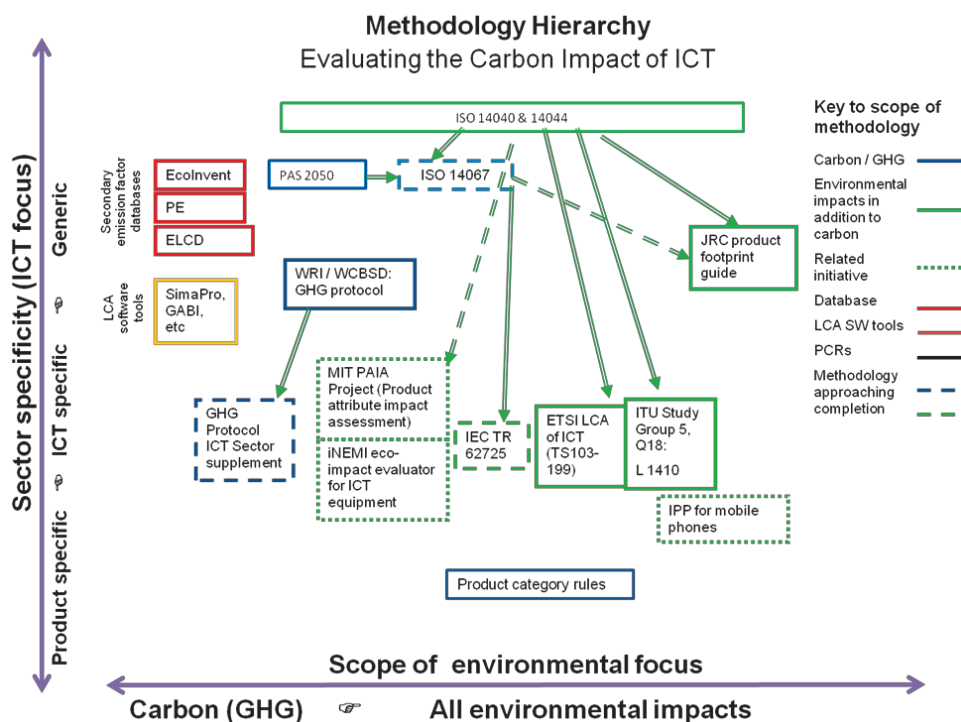 Methodology Hierarchy
Evaluating the Carbon Impact of ICT
Sector specificity (ICT focus)
Generic
ICT specific
Product specific
Secondary
emission factor
databases
LCA
software
tools
ISO 14040 & 14044
EcoInvent
PE
ELCD
PAS 2050
ISO 14067
SimaPro,
GABI,
etc
WRI / WCBSD:
GHG protocol
JRC product
footprint
guide
GHG
Protocol
ICT Sector
supplement
MIT PAIA
Project (Product
attribute impact
assessment)
iNEMI eco-
impact evaluator
for ICT
equipment
IEC TR
62725
ETSI LCA
of ICT
(TS103-
199)
ITU Study
Group 5,
Q18:
L 1410
IPP for mobile
phones
Product category rules
Key to scope of
methodology
Carbon / GHG
Environmental
impacts in
addition to
carbon
Related
initiative
Database
LCA SW tools
PCRs
Methodology
approaching
completion
Scope of environmental focus
Carbon (GHG) ☞ All environmental impacts